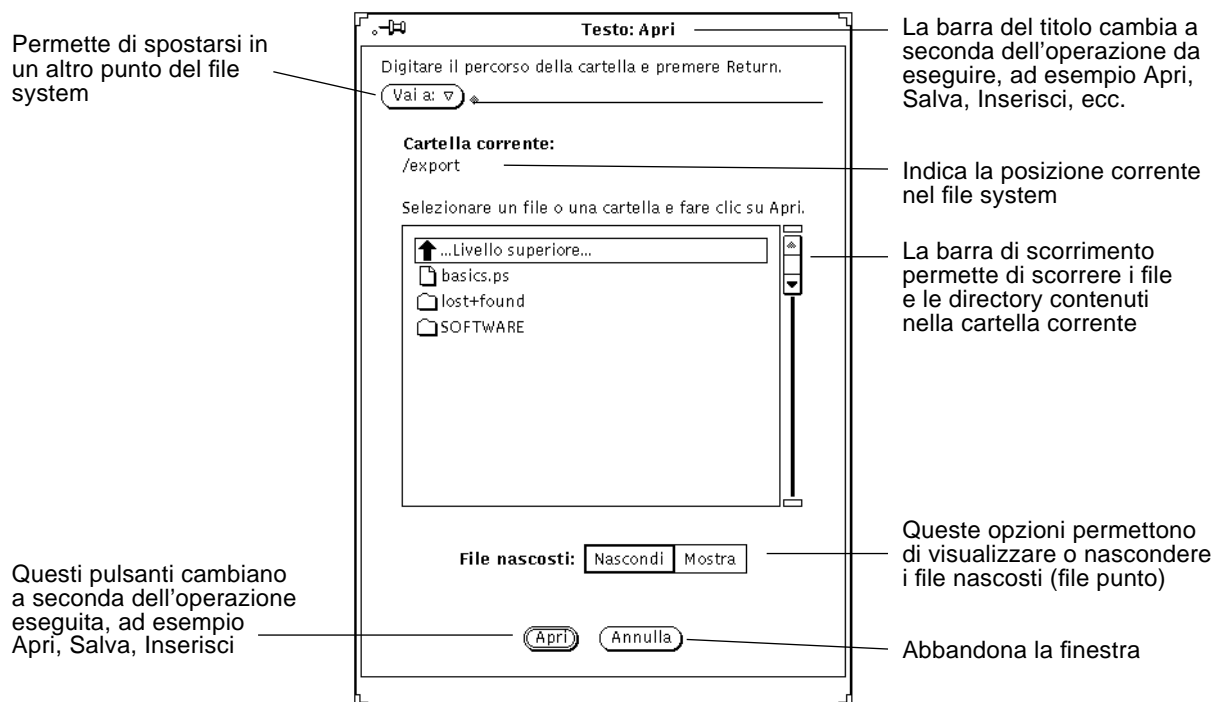 Permette di spostarsi in
un altro punto del file
system
Testo: Apri
La barra del titolo cambia a
seconda dell’operazione da
eseguire, ad esempio Apri,
Salva, Inserisci, ecc.
Digitare il percorso della cartella e premere Return.
Vai a:
Cartella corrente:
/export
Indica la posizione corrente
nel file system
Selezionare un file o una cartella e fare clic su Apri.
...Livello superiore...
basics.ps
lost+found
SOFTWARE
La barra di scorrimento
permette di scorrere i file
e le directory contenuti
nella cartella corrente
File nascosti: Nascondi Mostra
Queste opzioni permettono
di visualizzare o nascondere
i file nascosti (file punto)
Questi pulsanti cambiano
a seconda dell’operazione
eseguita, ad esempio
Apri, Salva, Inserisci
Apri Annulla
Abbandona la finestra